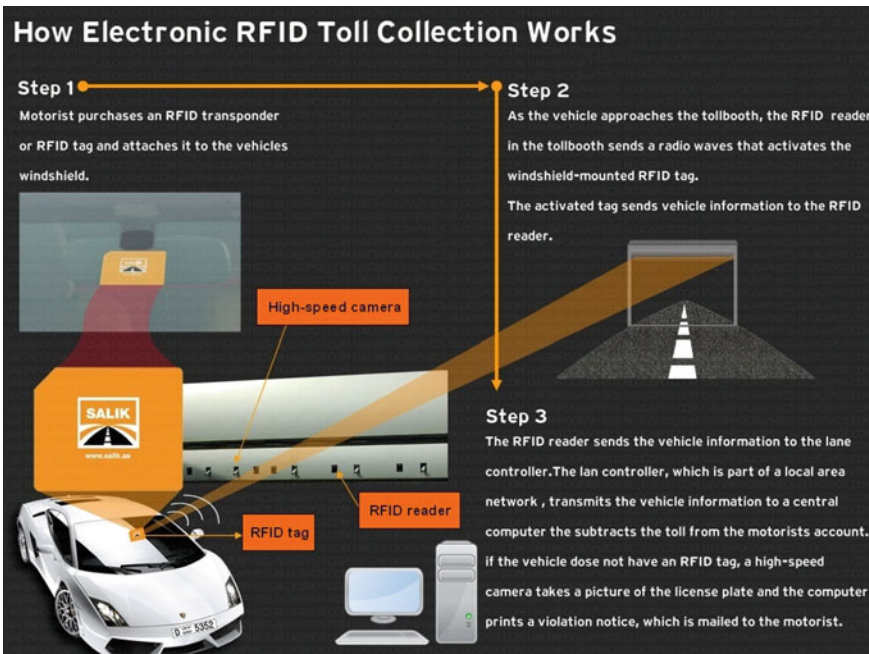 How Electronic RFID Toll Collection Works
Step 1
Motorist purchases an RFID transponder
or RFID tag and attaches it to the vehicles
windshield.
Step 2
As the vehicle approaches the tollbooth, the RFID reader
in the tollbooth sends a radio waves that activates the
windshield-mounted RFID tag.
The activated tag sends vehicle information to the RFID
reader.
High-speed camera
SALIK
www.salik.ae
RFID reader
RFID tag
D 5352
Step 3
The RFID reader sends the vehicle information to the lane
controller.The lan controller, which is part of a local area
network , transmits the vehicle information to a central
computer the subtracts the toll from the motorists account.
if the vehicle dose not have an RFID tag, a high-speed
camera takes a picture of the license plate and the computer
prints a violation notice, which is mailed to the motorist.